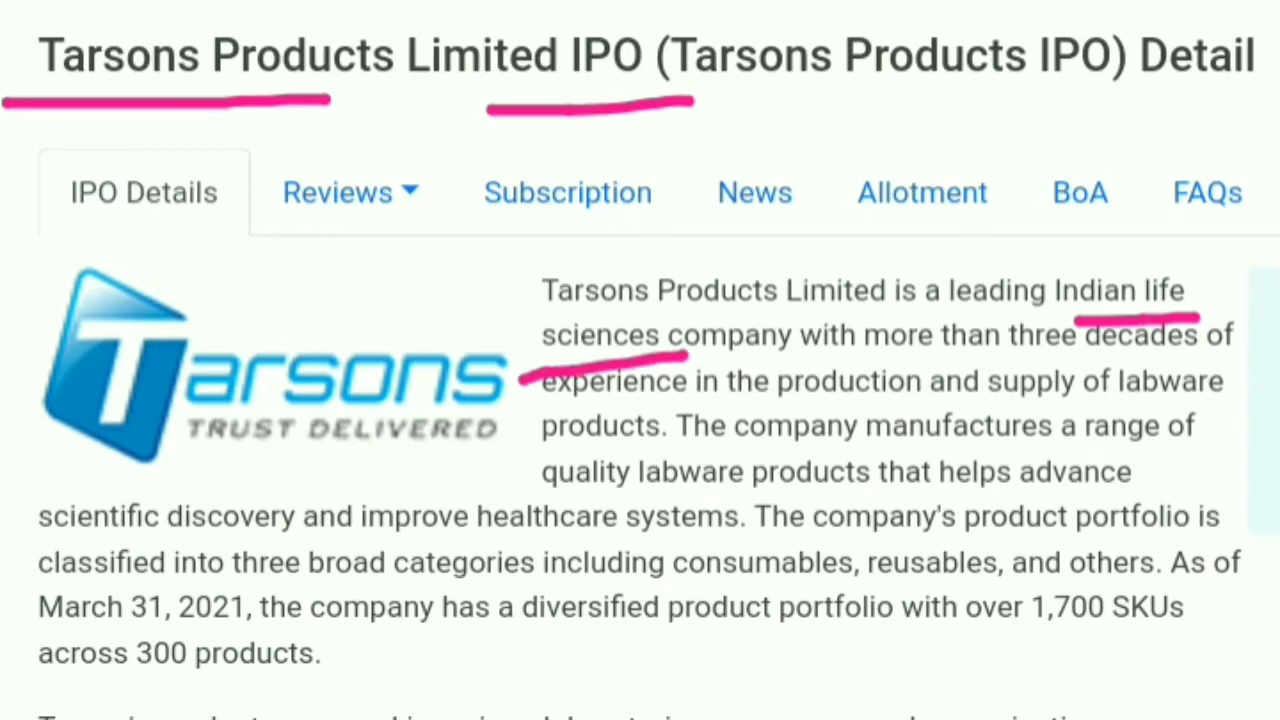 Tarsons Products Limited IPO (Tarsons Products IPO) Detail
IPO Details Reviews Subscription News Allotment BoA FAQs
Tarsons
TRUST DELIVERED
Tarsons Products Limited is a leading Indian life
sciences company with more than three decades of
experience in the production and supply of labware
products. The company manufactures a range of
quality labware products that helps advance
scientific discovery and improve healthcare systems. The company's product portfolio is
classified into three broad categories including consumables, reusables, and others. As of
March 31, 2021, the company has a diversified product portfolio with over 1,700 SKUs
across 300 products.